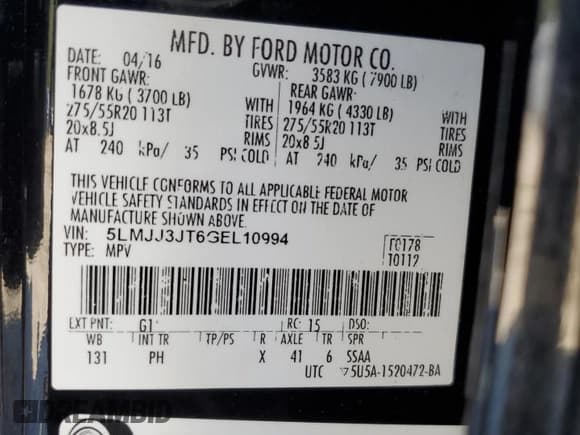 MFD. BY FORD MOTOR CO.
DATE: 04/16 GVWR: 3583 KG ( 7900 LB)
FRONT GAWR: REAR GAWR:
1678 KG ( 3700 LB) WITH 1964 KG ( 4330 LB) WITH
275/55R20 113T TIRES 275/55R20 113T TIRES
20x8.5J RIMS 20x8.5J RIMS
AT 240 kPa/ 35 PSI COLD AT 240 kPa/ 35 PSI COLD
THIS VEHICLE CONFORMS TO ALL APPLICABLE FEDERAL MOTOR
VEHICLE SAFETY STANDARDS IN EFFECT ON THE DATE OF
MANUFACTURE SHOWN ABOVE.
VIN: 5LMJJ3JT6GEL10994
TYPE: MPV
F0178
T0112
EXT PNT: G1 RC: 15 DSO:
WB INT TR TP/PS R AXLE TR SPR
131 PH X 41 6 SSAA
UTC 5U5A-1520472-BA
DREAMBID